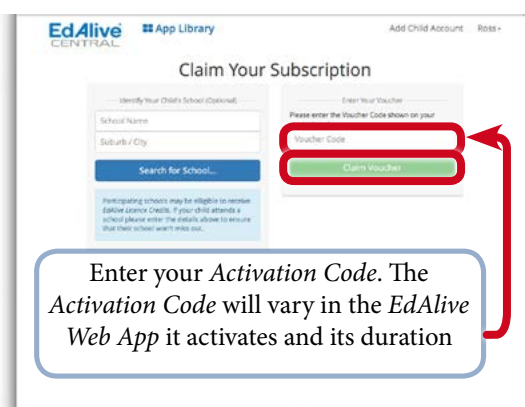 EdAlive
CENTRAL
App Library
Add Child Account
Ross
Claim Your Subscription
Identify Your Child's School (Optional)
School Name
Suburb / City
Search for School...
Participating schools may be elligible to receive
EdAlive Licence Credits. If your child attends a
school please enter the details above to ensure
that their school won't miss out.
Enter Your Voucher
Please enter the Voucher Code shown on your
Voucher Code
Claim Voucher
Enter your Activation Code. The
Activation Code will vary in the EdAlive
Web App it activates and its duration